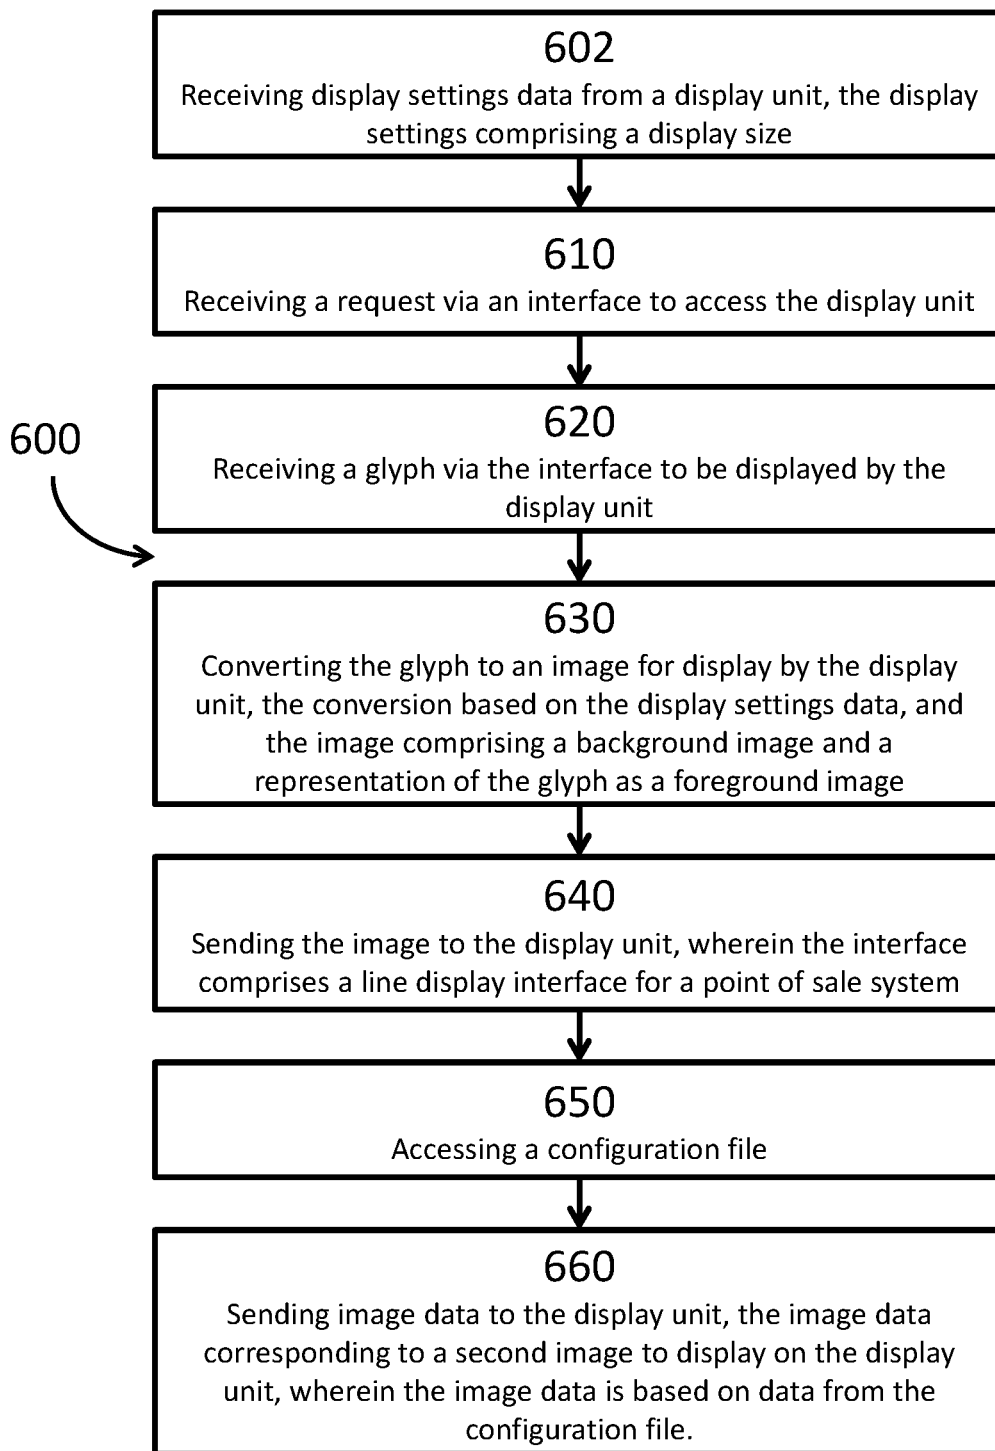 602
Receiving display settings data from a display unit, the display
settings comprising a display size
610
Receiving a request via an interface to access the display unit
620
Receiving a glyph via the interface to be displayed by the
display unit
600
630
Converting the glyph to an image for display by the display
unit, the conversion based on the display settings data, and
the image comprising a background image and a
representation of the glyph as a foreground image
640
Sending the image to the display unit, wherein the interface
comprises a line display interface for a point of sale system
650
Accessing a configuration file
660
Sending image data to the display unit, the image data
corresponding to a second image to display on the display
unit, wherein the image data is based on data from the
configuration file.